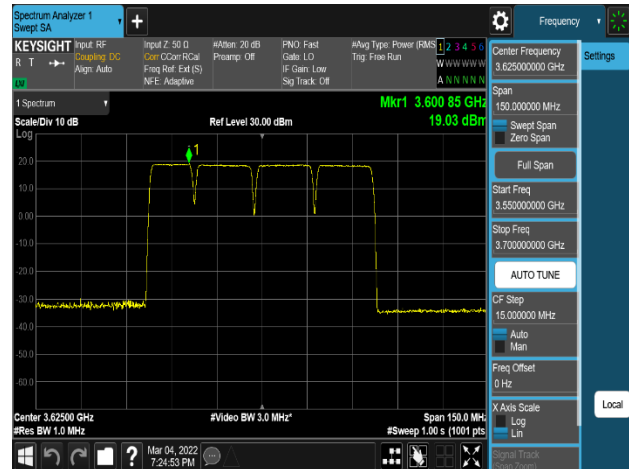 Spectrum Analyzer 1
Swept SA
Frequency
KEYSIGHT
R T
Input: RF
Coupling: DC
Align: Auto
Input Z: 50 Ω
Corr CCorr RCal
Freq Ref: Ext (S)
NFE: Adaptive
#Atten: 20 dB
Preamp: Off
PNO: Fast
Gate: LO
IF Gain: Low
Sig Track: Off
#Avg Type: Power (RMS
Trig: Free Run
1 2 3 4 5 6
W W W W W W
A N N N N N
Settings
Center Frequency
3.625000000 GHz
Span
150.000000 MHz
Swept Span
Zero Span
Full Span
Start Freq
3.550000000 GHz
Stop Freq
3.700000000 GHz
AUTO TUNE
CF Step
15.000000 MHz
Auto
Man
Freq Offset
0 Hz
X Axis Scale
Log
Lin
Signal Track
(Span Zoom)
Local
1 Spectrum
Scale/Div 10 dB
Ref Level 30.00 dBm
Mkr1 3.600 85 GHz
19.03 dBm
Log
1
20.0
10.0
0.00
-10.0
-20.0
-30.0
-40.0
-50.0
-60.0
Center 3.62500 GHz
#Res BW 1.0 MHz
#Video BW 3.0 MHz*
Span 150.0 MHz
#Sweep 1.00 s (1001 pts
?
Mar 04, 2022
7:24:53 PM